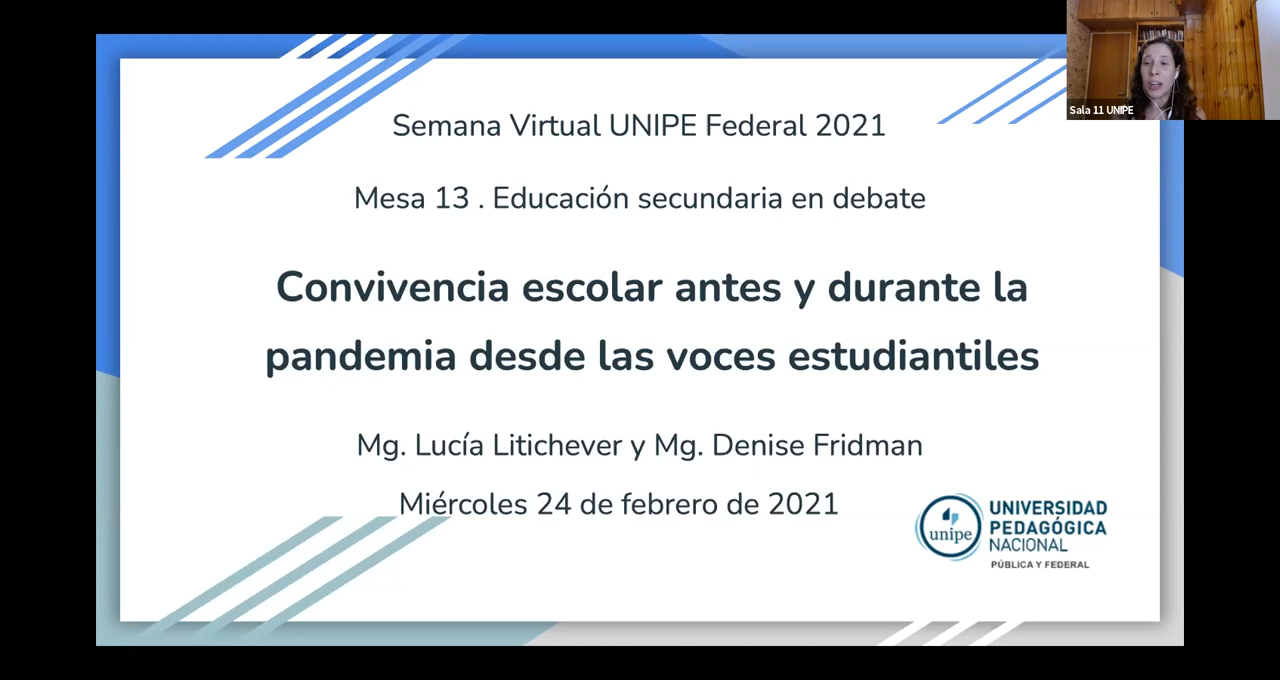 Sala 11 UNIPE
Semana Virtual UNIPE Federal 2021
Mesa 13 . Educación secundaria en debate
Convivencia escolar antes y durante la
pandemia desde las voces estudiantiles
Mg. Lucía Litichever y Mg. Denise Fridman
Miércoles 24 de febrero de 2021
unipe
UNIVERSIDAD
PEDAGÓGICA
NACIONAL
PÚBLICA Y FEDERAL